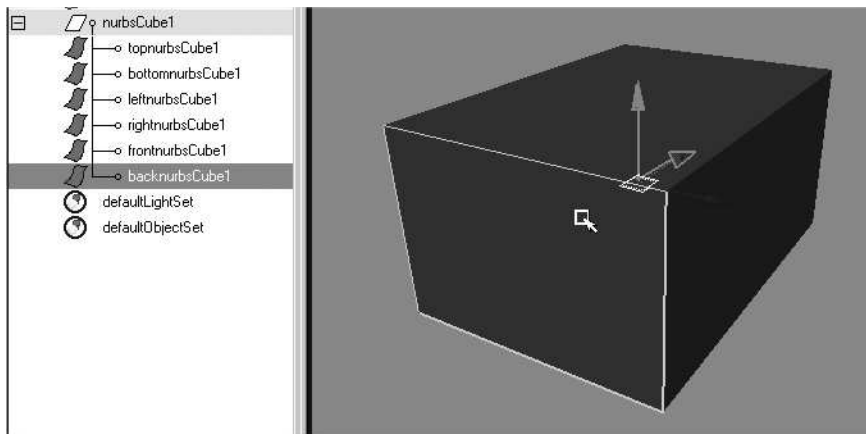 nurbsCube1
topnurbsCube1
bottomnurbsCube1
leftnurbsCube1
rightnurbsCube1
frontnurbsCube1
backnurbsCube1
defaultLightSet
defaultObjectSet